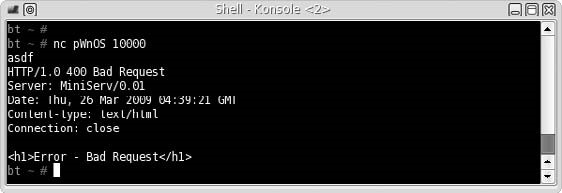 Shell - Konsole <2>
bt ~ #
bt ~ # nc pWnOS 10000
asdf
HTTP/1.0 400 Bad Request
Server: MiniServ/0.01
Date: Thu, 26 Mar 2009 04:39:21 GMT
Content-type: text/html
Connection: close
<h1>Error - Bad Request</h1>
bt ~ #